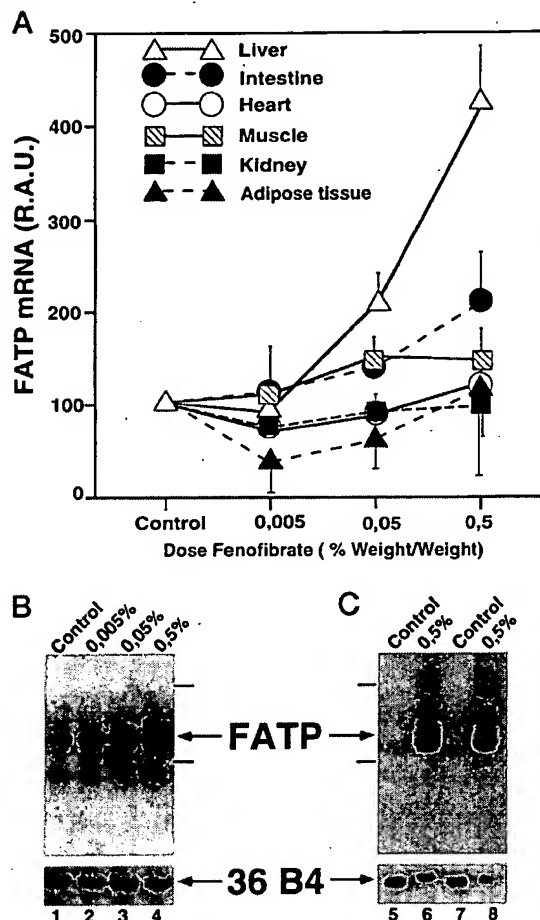 A
FATP mRNA (R.A.U.)
500
400
300
200
100
0
Liver
Intestine
Heart
Muscle
Kidney
Adipose tissue
Control 0,005 0,05 0,5
Dose Fenofibrate ( % Weight/Weight)
B
Control 0,005% 0,05% 0,5%
C
Control 0,5% Control 0,5%
FATP
36 B4
1 2 3 4
5 6 7 8